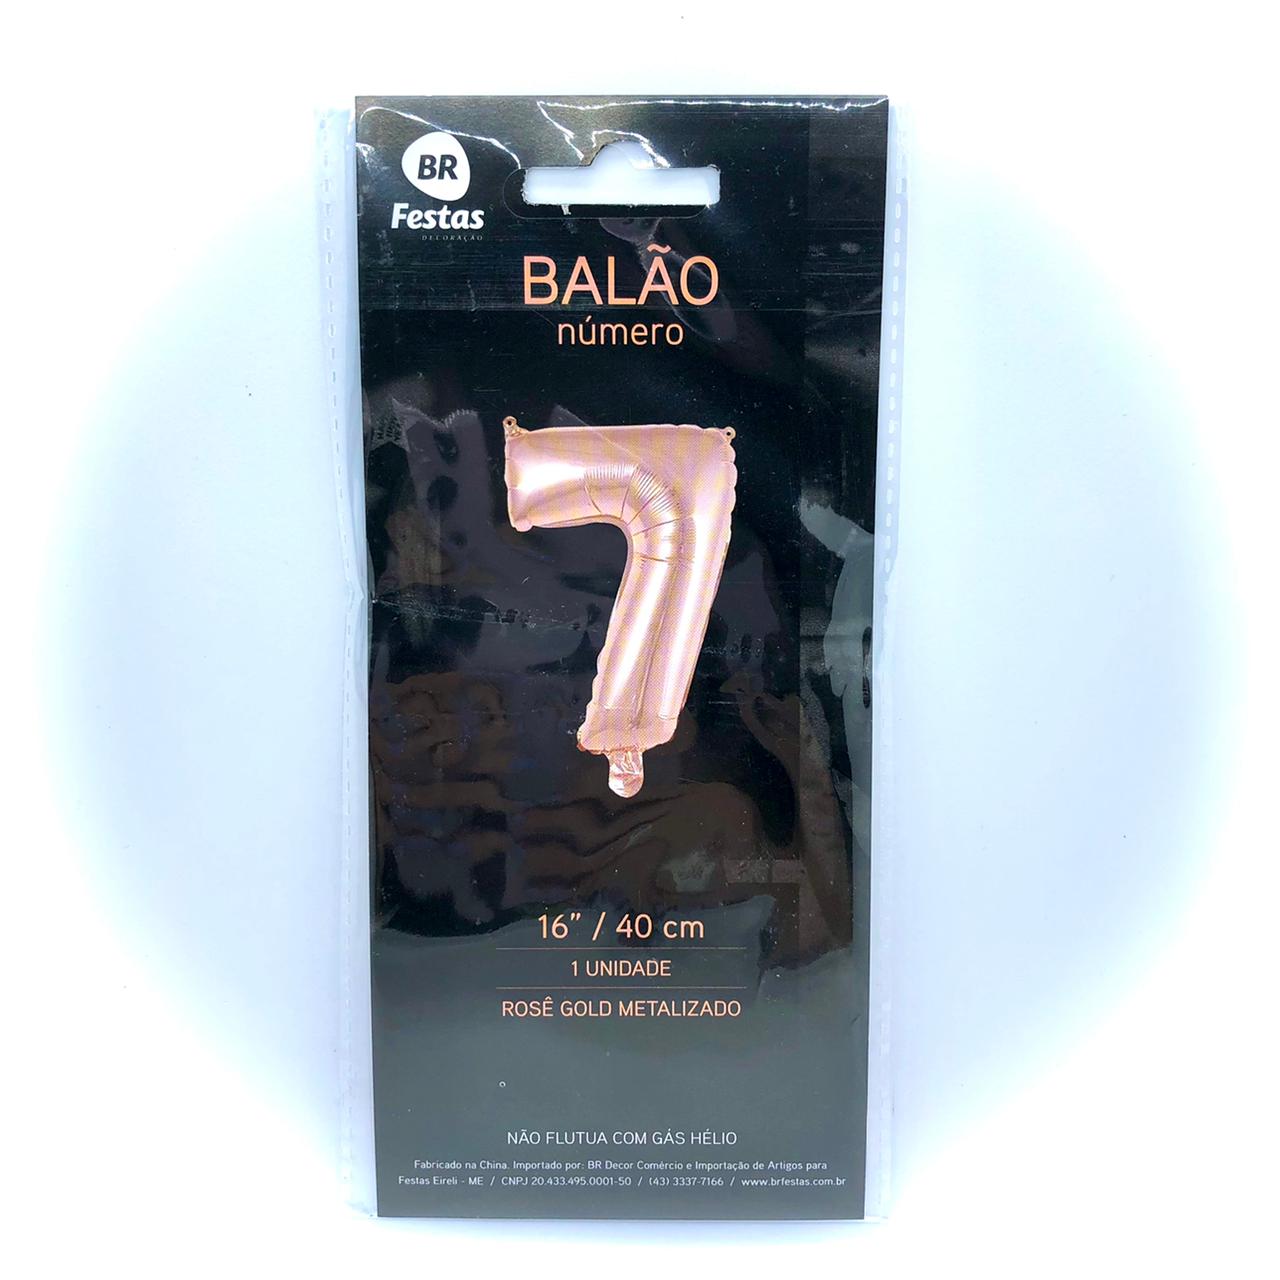 BR
Festas
DECORAÇÃO
BALÃO
número
7
16” / 40 cm
1 UNIDADE
ROSÊ GOLD METALIZADO
NÃO FLUTUA COM GÁS HÉLIO
Fabricado na China. Importado por: BR Decor Comércio e Importação de Artigos para
Festas Eireli - ME / CNPJ 20.433.495.0001-50 / (43) 3337-7166 / www.brfestas.com.br